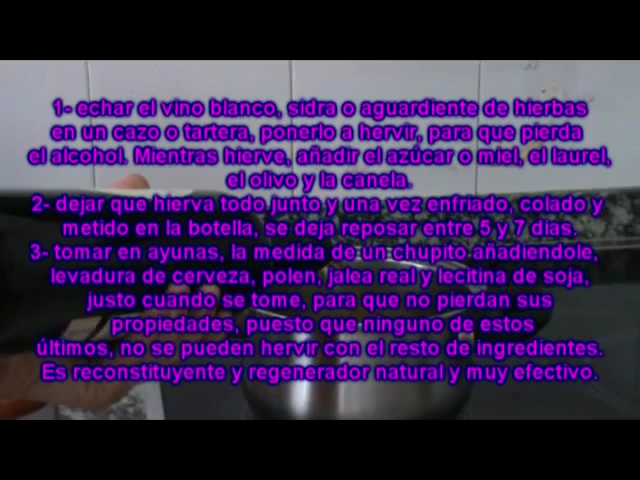 1- echar el vino blanco, sidra o aguardiente de hierbas
en un cazo o tartera, ponerlo a hervir, para que pierda
el alcohol. Mientras hierve, añadir el azúcar o miel, el laurel,
el olivo y la canela.
2- dejar que hierva todo junto y una vez enfriado, colado y
metido en la botella, se deja reposar entre 5 y 7 dias.
3- tomar en ayunas, la medida de un chupito añadiendole,
levadura de cerveza, polen, jalea real y lecitina de soja,
justo cuando se tome, para que no pierdan sus
propiedades, puesto que ninguno de estos
últimos, no se pueden hervir con el resto de ingredientes.
Es reconstituyente y regenerador natural y muy efectivo.